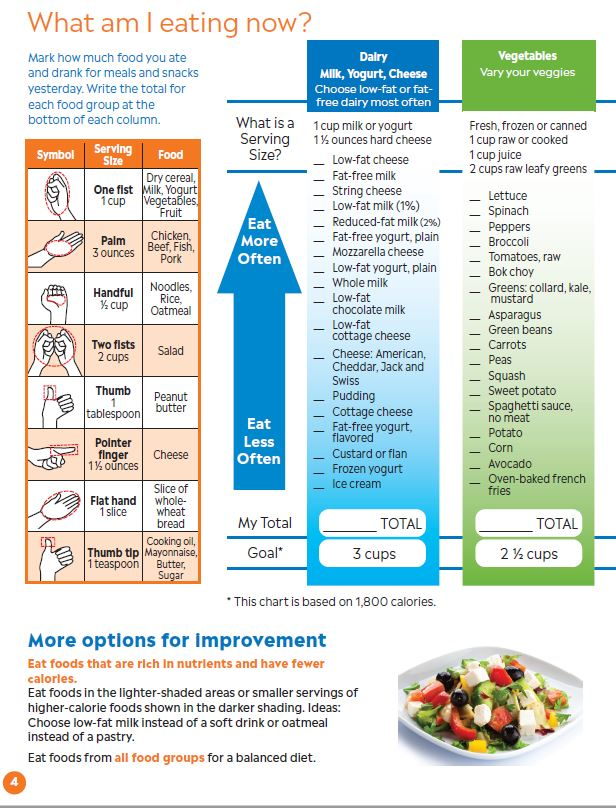 What am I eating now?
Mark how much food you ate
and drank for meals and snacks
yesterday. Write the total for
each food group at the
bottom of each column.
Symbol
Serving
Size
Food
One fist
1 cup
Dry cereal,
Milk, Yogurt
Vegetables,
Fruit
Palm
3 ounces
Chicken,
Beef, Fish,
Pork
Handful
½ cup
Noodles,
Rice,
Oatmeal
Two fists
2 cups
Salad
Thumb
1
tablespoon
Peanut
butter
Pointer
finger
1½ ounces
Cheese
Flat hand
1 slice
Slice of
whole-
wheat
bread
Thumb tip
1 teaspoon
Cooking oil,
Mayonnaise,
Butter,
Sugar
What is a
Serving
Size?
Eat
More
Often
Eat
Less
Often
My Total
Goal*
Dairy
Milk, Yogurt, Cheese
Choose low-fat or fat-
free dairy most often
1 cup milk or yogurt
1 ½ ounces hard cheese
__ Low-fat cheese
__ Fat-free milk
__ String cheese
__ Low-fat milk (1%)
__ Reduced-fat milk (2%)
__ Fat-free yogurt, plain
__ Mozzarella cheese
__ Low-fat yogurt, plain
__ Whole milk
__ Low-fat
chocolate milk
__ Low-fat
cottage cheese
__ Cheese: American,
Cheddar, Jack and
Swiss
__ Pudding
__ Cottage cheese
__ Fat-free yogurt,
flavored
__ Custard or flan
__ Frozen yogurt
__ Ice cream
_______ TOTAL
3 cups
Vegetables
Vary your veggies
Fresh, frozen or canned
1 cup raw or cooked
1 cup juice
2 cups raw leafy greens
__ Lettuce
__ Spinach
__ Peppers
__ Broccoli
__ Tomatoes, raw
__ Bok choy
__ Greens: collard, kale,
mustard
__ Asparagus
__ Green beans
__ Carrots
__ Peas
__ Squash
__ Sweet potato
__ Spaghetti sauce,
no meat
__ Potato
__ Corn
__ Avocado
__ Oven-baked french
fries
_______ TOTAL
2 ½ cups
* This chart is based on 1,800 calories.
More options for improvement
Eat foods that are rich in nutrients and have fewer
calories.
Eat foods in the lighter-shaded areas or smaller servings of
higher-calorie foods shown in the darker shading. Ideas:
Choose low-fat milk instead of a soft drink or oatmeal
instead of a pastry.
Eat foods from all food groups for a balanced diet.
4